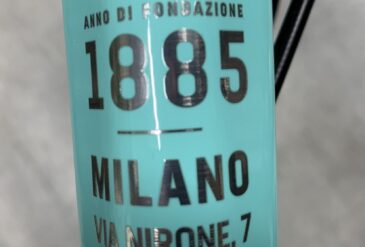 ANNO DI FONDAZIONE
1885
MILANO
VIA NIRONE, 7